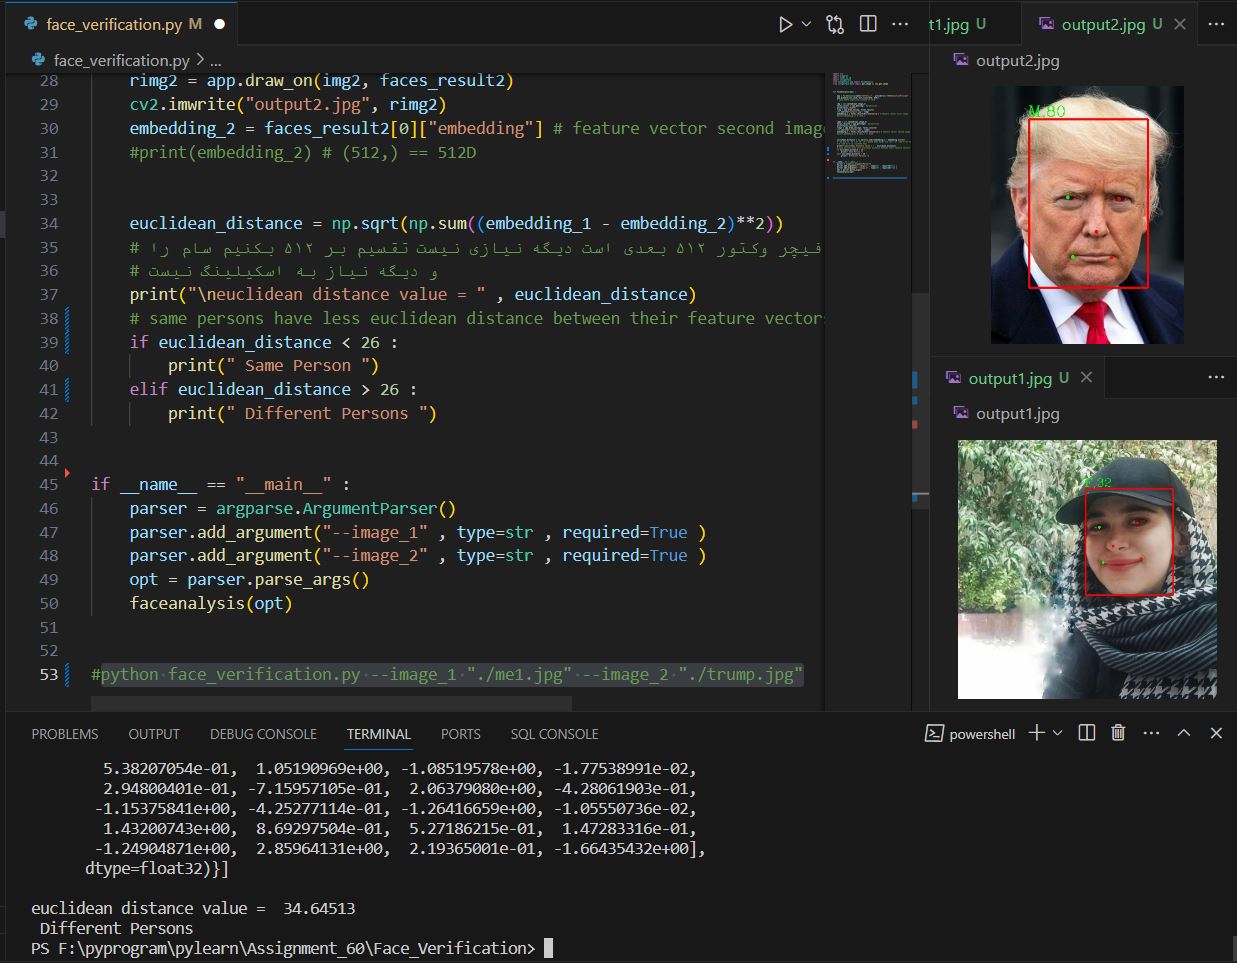 face_verification.py M
face_verification.py > ...
28 rimg2 = app.draw_on(img2, faces_result2)
29 cv2.imwrite("output2.jpg", rimg2)
30 embedding_2 = faces_result2[0]["embedding"] # feature vector second imag
31 #print(embedding_2) # (512,) == 512D
32
33
34 euclidean_distance = np.sqrt(np.sum((embedding_1 - embedding_2)**2))
35 # فیچر وکتور ۵۱۲ بعدی است دیگه نیازی نیست تقسیم بر ۵۱۲ بکنیم سام را
36 # و دیگه نیاز به اسکیلینگ نیست
37 print("\neuclidean distance value = " , euclidean_distance)
38 # same persons have less euclidean distance between their feature vector
39 if euclidean_distance < 26 :
40 print(" Same Person ")
41 elif euclidean_distance > 26 :
42 print(" Different Persons ")
43
44
45 if __name__ == "__main__" :
46 parser = argparse.ArgumentParser()
47 parser.add_argument("--image_1" , type=str , required=True )
48 parser.add_argument("--image_2" , type=str , required=True )
49 opt = parser.parse_args()
50 faceanalysis(opt)
51
52
53 #python face_verification.py --image_1 "./me1.jpg" --image_2 "./trump.jpg"
t1.jpg U
output2.jpg U
output2.jpg
M,80
output1.jpg U
output1.jpg
,32
PROBLEMS OUTPUT DEBUG CONSOLE TERMINAL PORTS SQL CONSOLE
powershell
5.38207054e-01, 1.05190969e+00, -1.08519578e+00, -1.77538991e-02,
2.94800401e-01, -7.15957105e-01, 2.06379080e+00, -4.28061903e-01,
-1.15375841e+00, -4.25277114e-01, -1.26416659e+00, -1.05550736e-02,
1.43200743e+00, 8.69297504e-01, 5.27186215e-01, 1.47283316e-01,
-1.24904871e+00, 2.85964131e+00, 2.19365001e-01, -1.66435432e+00],
dtype=float32)}]
euclidean distance value = 34.64513
Different Persons
PS F:\pyprogram\pylearn\Assignment_60\Face_Verification>